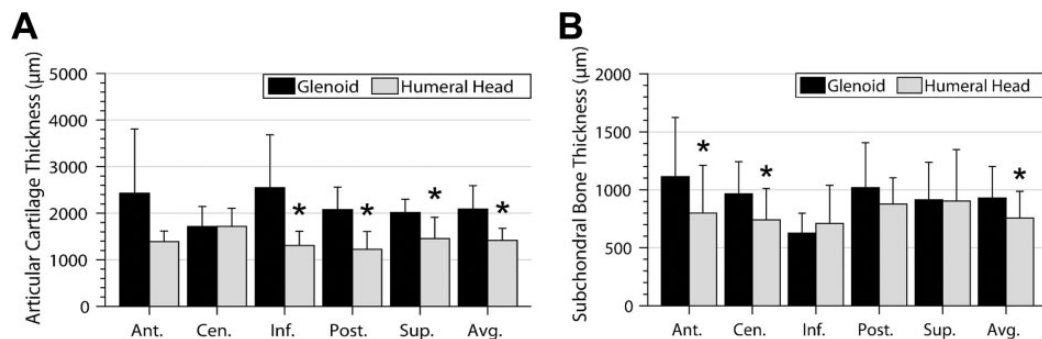 A
Articular Cartilage Thickness (μm)
5000
4000
3000
2000
1000
0
Glenoid Humeral Head
* * * *
Ant. Cen. Inf. Post. Sup. Avg.
B
Subchondral Bone Thickness (μm)
2000
1500
1000
500
0
Glenoid Humeral Head
* * *
Ant. Cen. Inf. Post. Sup. Avg.